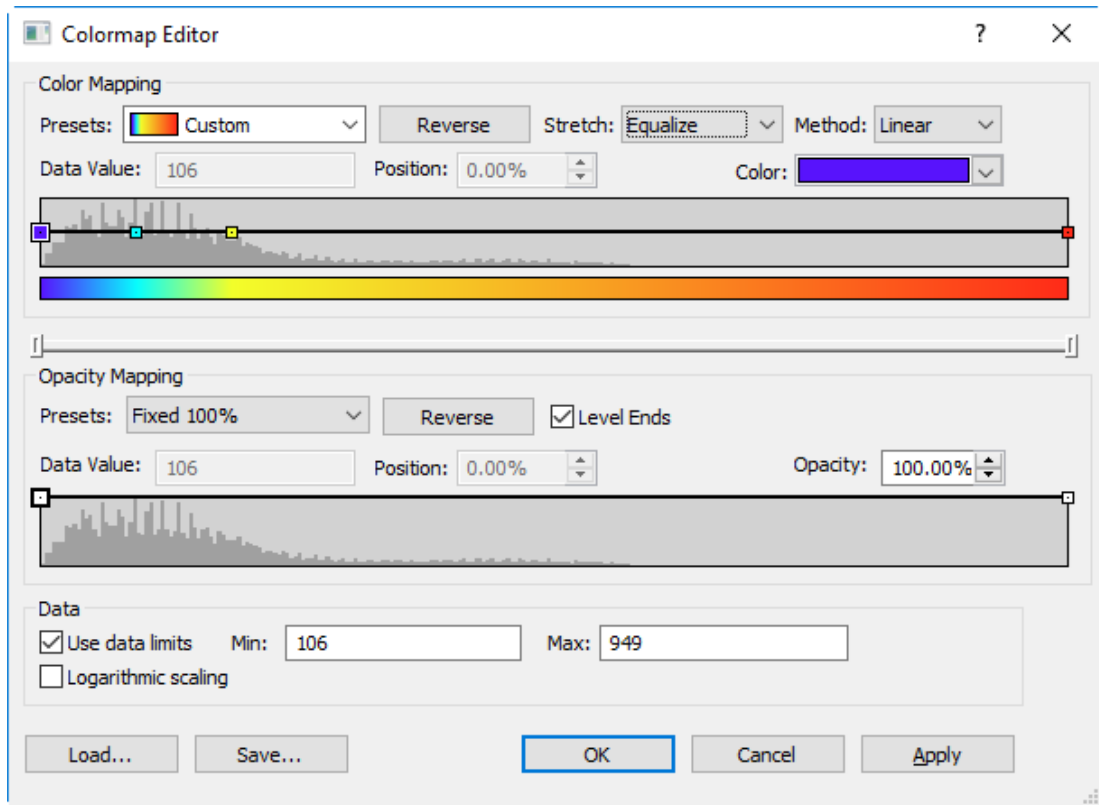 Colormap Editor ?
Color Mapping
Presets: Custom Reverse Stretch: Equalize Method: Linear
Data Value: 106 Position: 0.00% Color:
Opacity Mapping
Presets: Fixed 100% Reverse Level Ends
Data Value: 106 Position: 0.00% Opacity: 100.00%
Data
Use data limits Min: 106 Max: 949
Logarithmic scaling
Load... Save... OK Cancel Apply